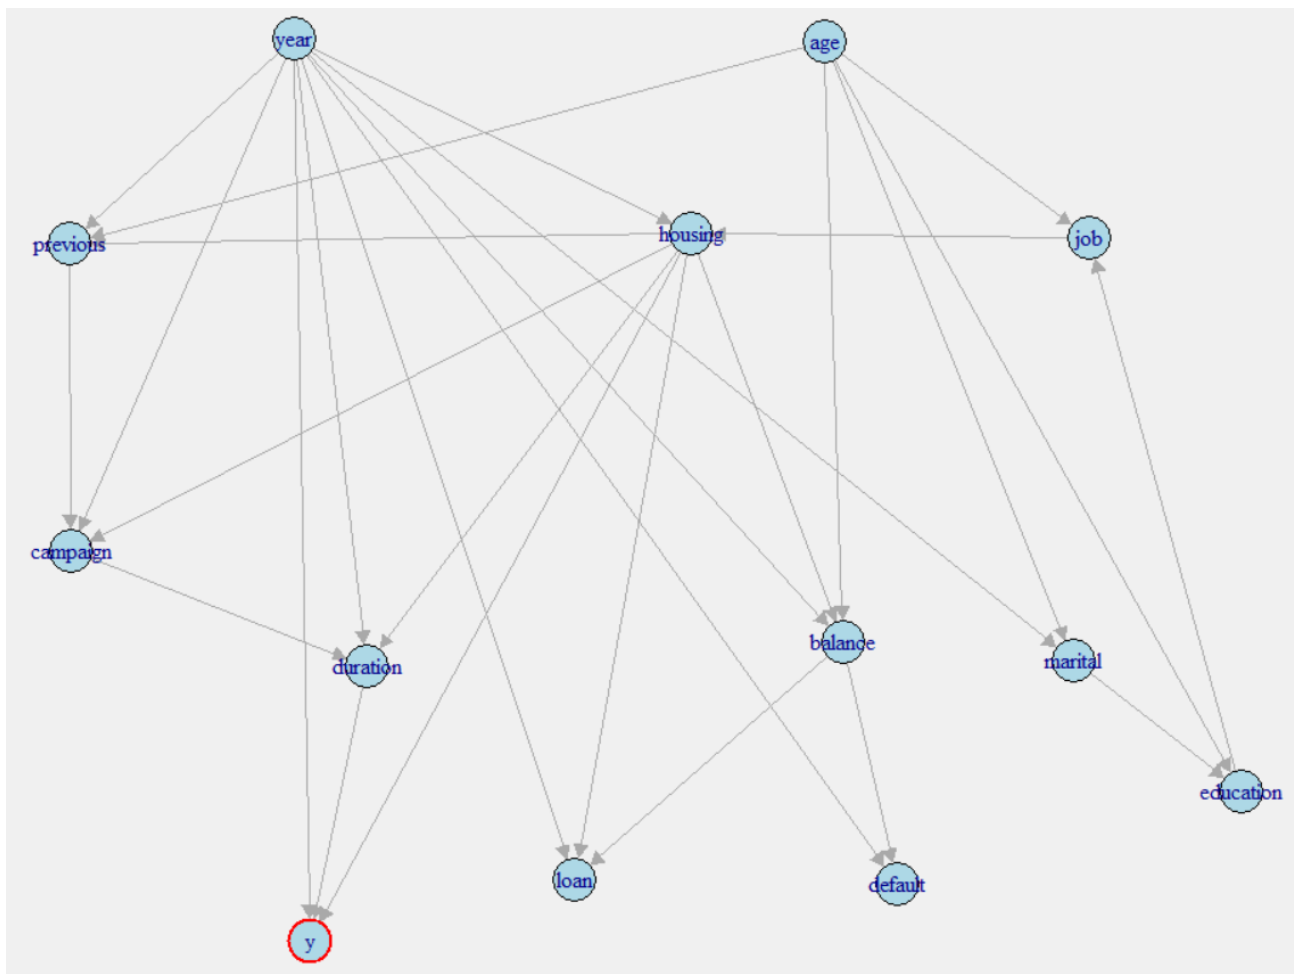 year
age
previous
housing
job
campaign
duration
balance
marital
education
loan
default
y